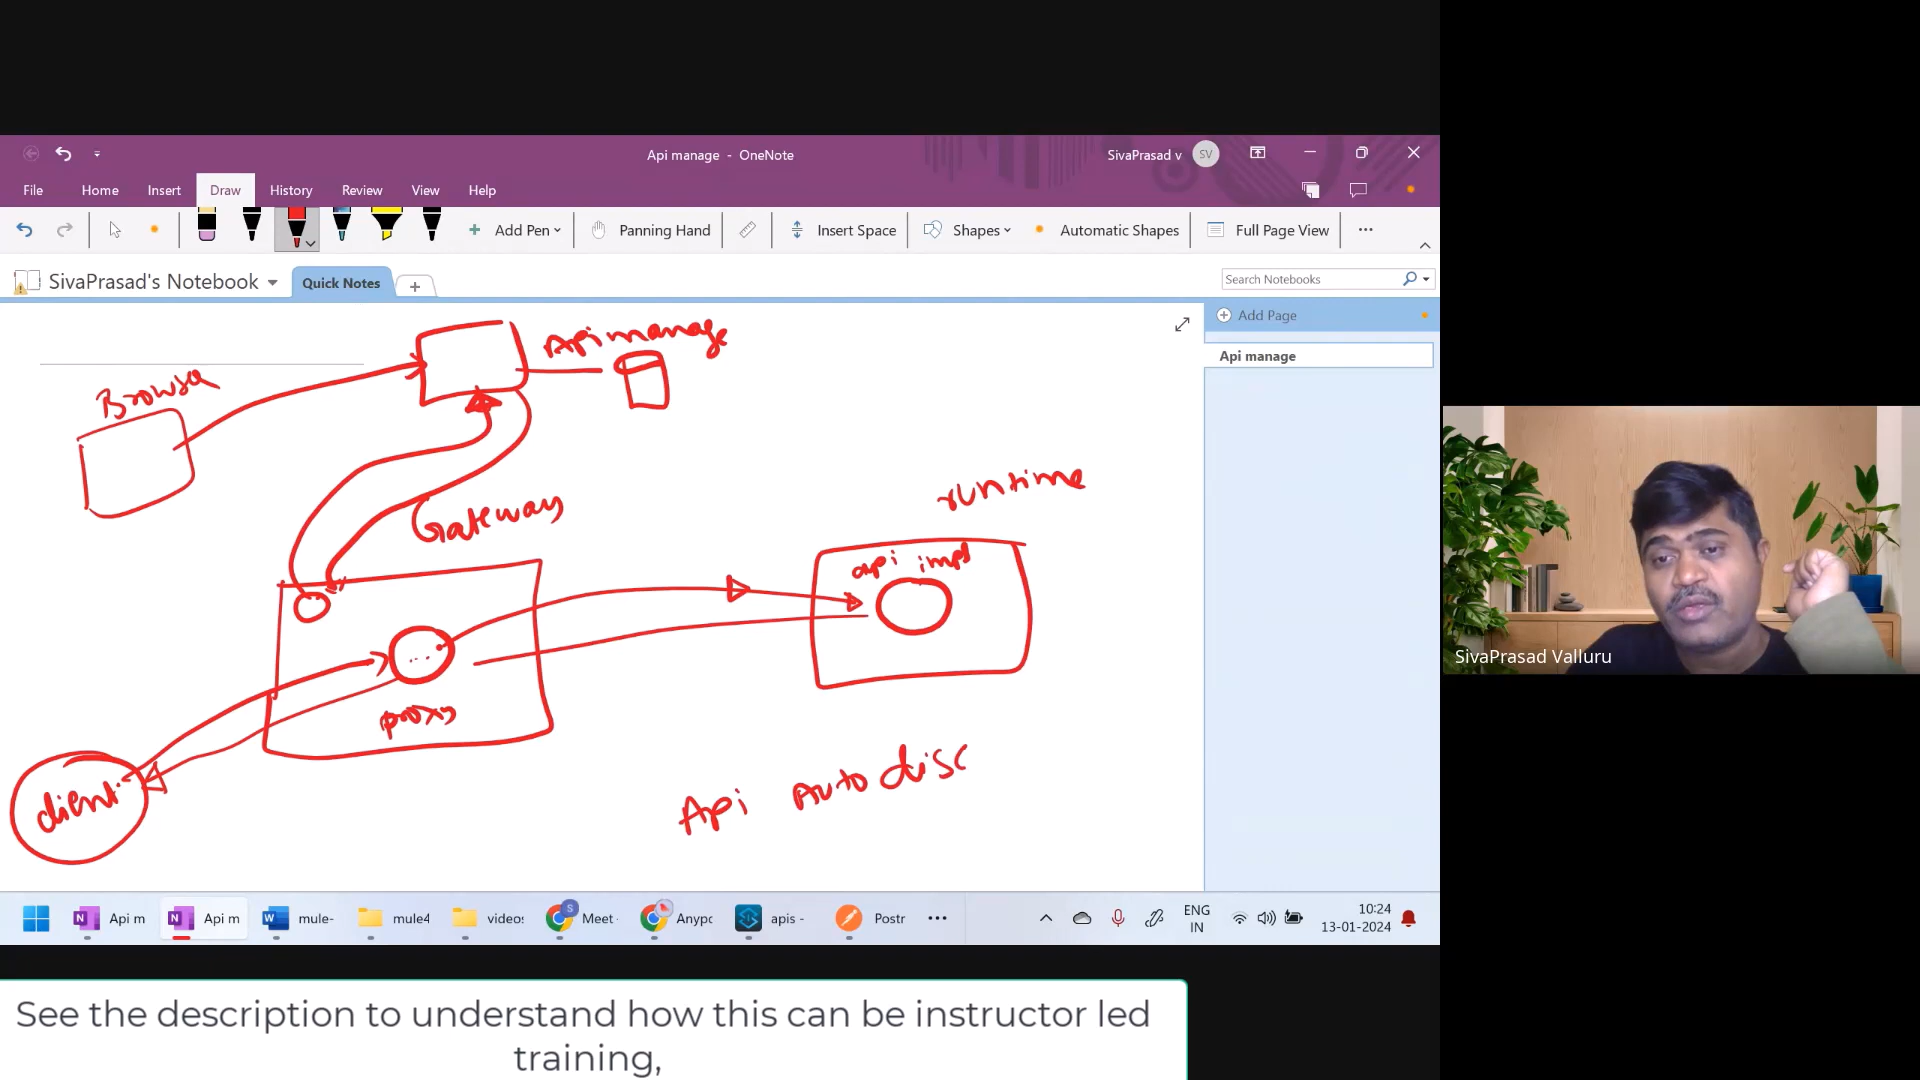 Api manage - OneNote
SivaPrasad v
SV
File Home Insert Draw History Review View Help
Add Pen
Panning Hand
Insert Space
Shapes
Automatic Shapes
Full Page View
SivaPrasad's Notebook
Quick Notes
Search Notebooks
Add Page
Api manage
Api manage
Browse
Gateway
runtime
api impl
proxy
client
Api Auto disc
SivaPrasad Valluru
Api m
Api m
mule-
mule4
videos
Meet
Anypo
apis -
Postr
ENG
IN
10:24
13-01-2024
See the description to understand how this can be instructor led
training,